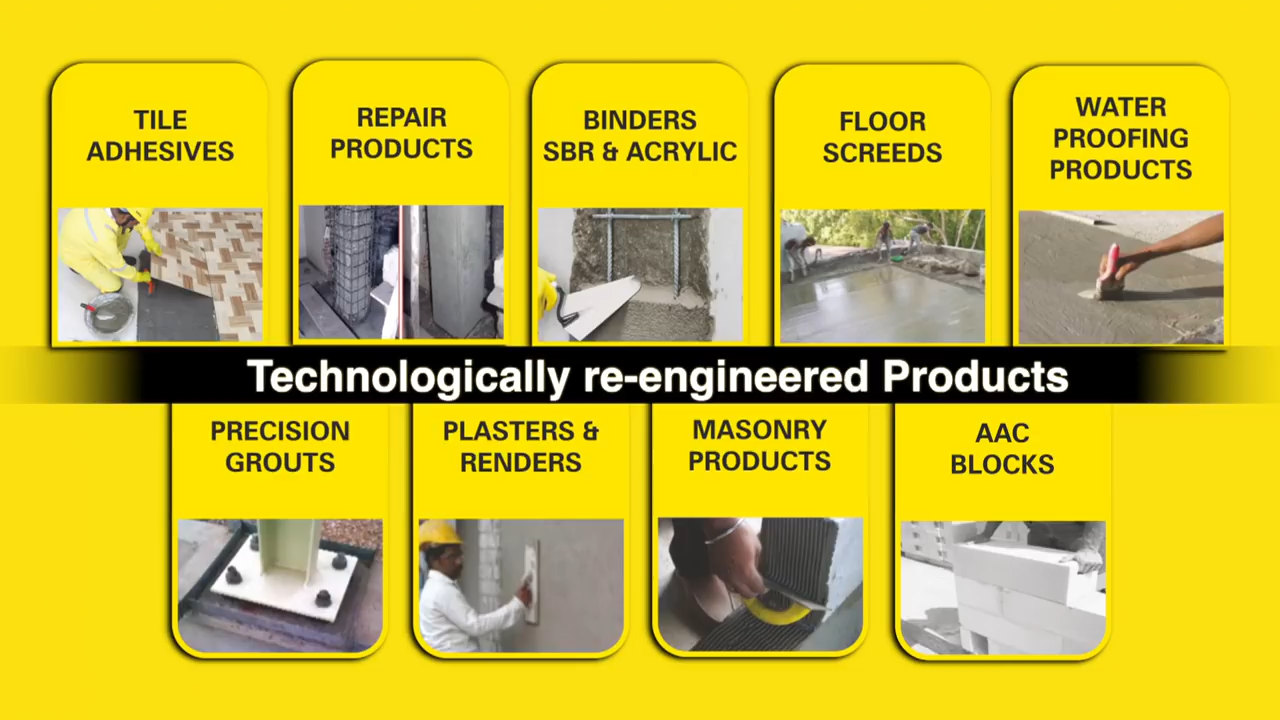 TILE
ADHESIVES
REPAIR
PRODUCTS
BINDERS
SBR & ACRYLIC
FLOOR
SCREEDS
WATER
PROOFING
PRODUCTS
Technologically re-engineered Products
PRECISION
GROUTS
PLASTERS &
RENDERS
MASONRY
PRODUCTS
AAC
BLOCKS